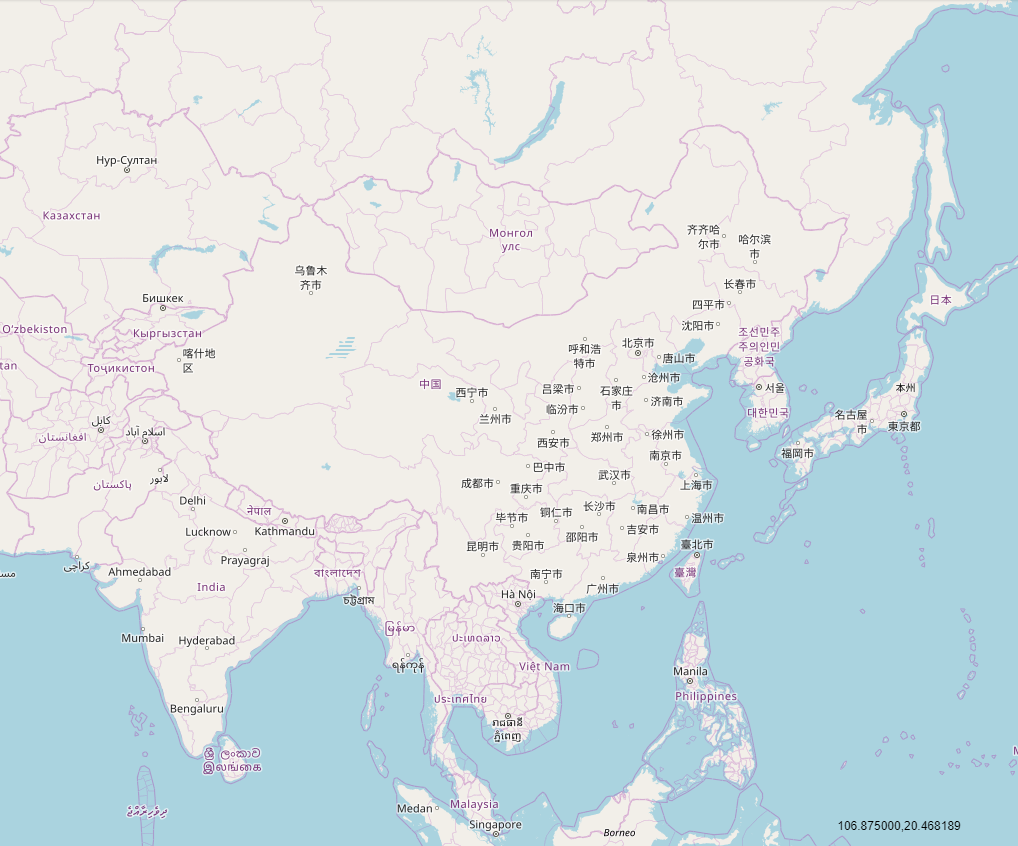 Нур-Султан
Казахстан
Монгол
улс
齐齐哈
尔市
哈尔滨
市
乌鲁木
齐市
长春市
Бишкек
日本
四平市
Oʻzbekiston
Кыргызстан
沈阳市
조선민주
주의인민
공화국
北京市
呼和浩
特市
喀什地
区
唐山市
tan
Тоҷикистон
沧州市
中国
西宁市
吕梁市
石家庄
市
서울
本州
济南市
临汾市
대한민국
兰州市
名古屋
市
東京都
کابل
اسلام آباد
افغانستان
西安市
郑州市
徐州市
福岡市
南京市
巴中市
لاہور
پاکستان
成都市
重庆市
武汉市
上海市
Delhi
नेपाल
长沙市
南昌市
铜仁市
毕节市
温州市
Lucknow
Kathmandu
吉安市
邵阳市
昆明市
贵阳市
臺北市
泉州市
Prayagraj
کراچی
مس
Ahmedabad
বাংলাদেশ
臺灣
南宁市
India
广州市
চট্টগ্রাম
Hà Nội
海口市
မြန်မာ
Mumbai
Hyderabad
ປະເທດລາວ
ရန်ကုန်
Việt Nam
Manila
ประเทศไทย
Philippines
Bengaluru
រាជធានី
ភ្នំពេញ
ශ්‍රී ලංකාව
இலங்கை
M
ދިވެހިރާއްޖެ
Medan
Malaysia
Singapore
Borneo
106.875000,20.468189